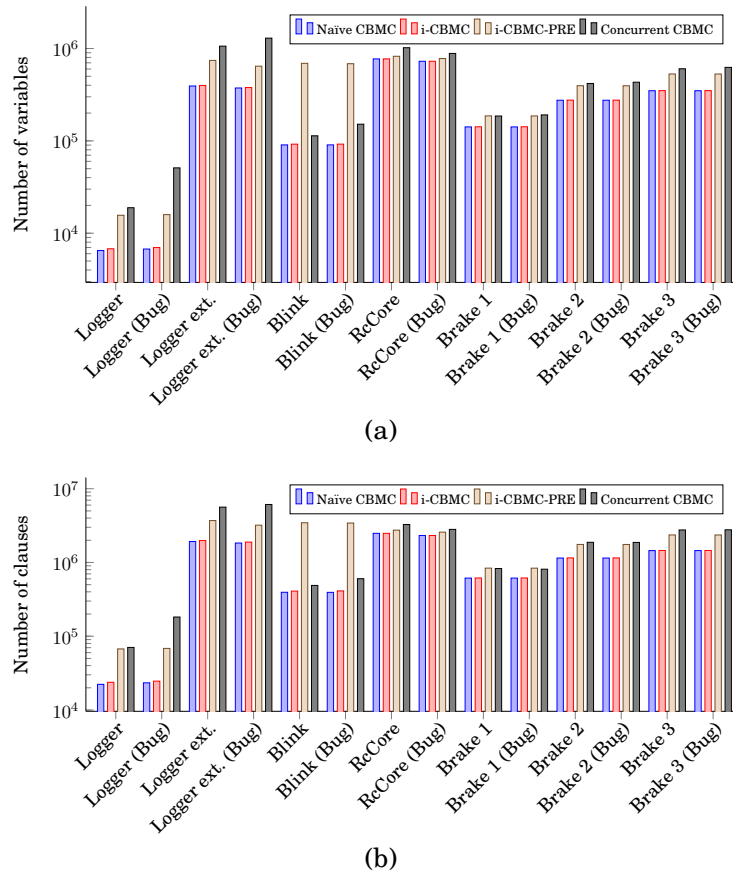 Naïve CBMC i-CBMC i-CBMC-PRE Concurrent CBMC
Number of variables
10^6
10^5
10^4
Logger
Logger (Bug)
Logger ext.
Logger ext. (Bug)
Blink
Blink (Bug)
RcCore
RcCore (Bug)
Brake 1
Brake 1 (Bug)
Brake 2
Brake 2 (Bug)
Brake 3
Brake 3 (Bug)
(a)
Naïve CBMC i-CBMC i-CBMC-PRE Concurrent CBMC
Number of clauses
10^7
10^6
10^5
10^4
Logger
Logger (Bug)
Logger ext.
Logger ext. (Bug)
Blink
Blink (Bug)
RcCore
RcCore (Bug)
Brake 1
Brake 1 (Bug)
Brake 2
Brake 2 (Bug)
Brake 3
Brake 3 (Bug)
(b)